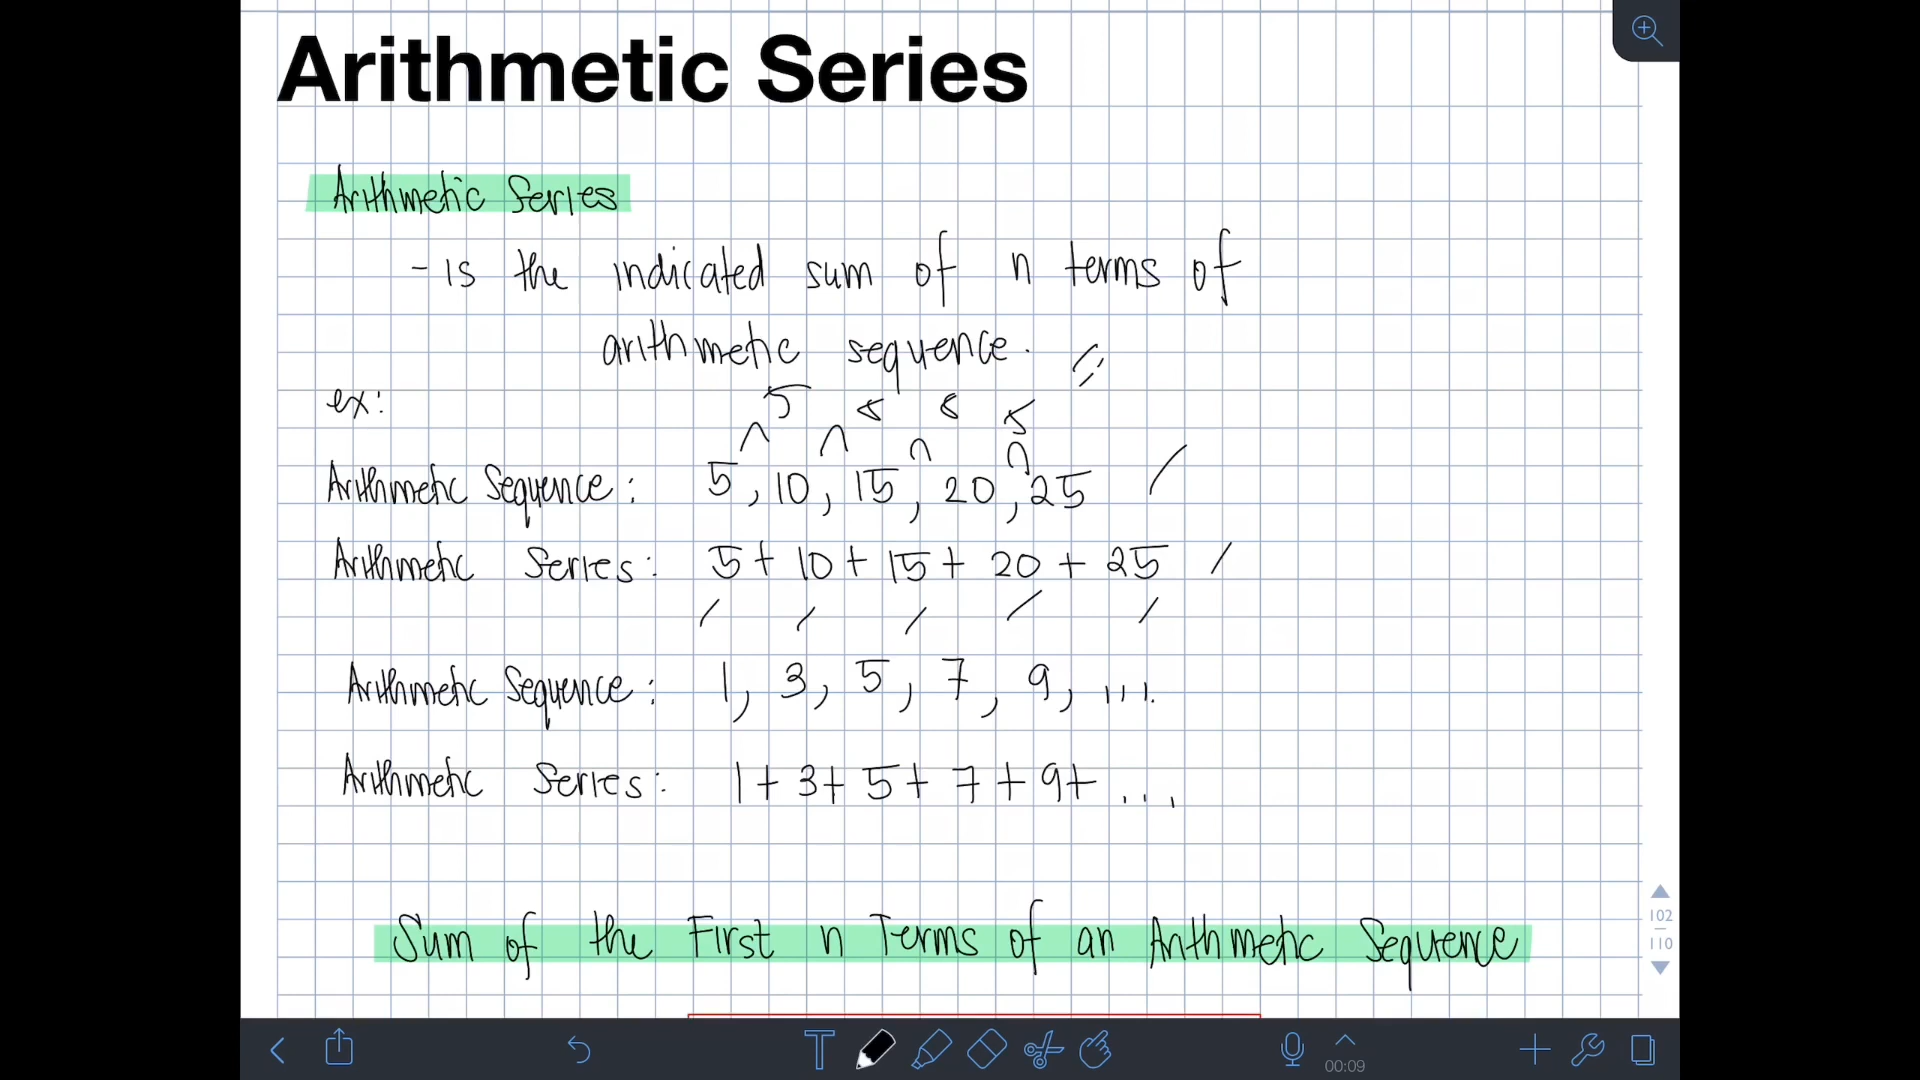 Arithmetic Series
Arithmetic Series
- is the indicated sum of n terms of
arithmetic sequence.
ex:
5 5 5 5
Arithmetic Sequence: 5, 10, 15, 20, 25
Arithmetic Series: 5 + 10 + 15 + 20 + 25
Arithmetic Sequence: 1, 3, 5, 7, 9, ...
Arithmetic Series: 1 + 3 + 5 + 7 + 9 + ...
102
110
Sum of the First n Terms of an Arithmetic Sequence
T
00:09